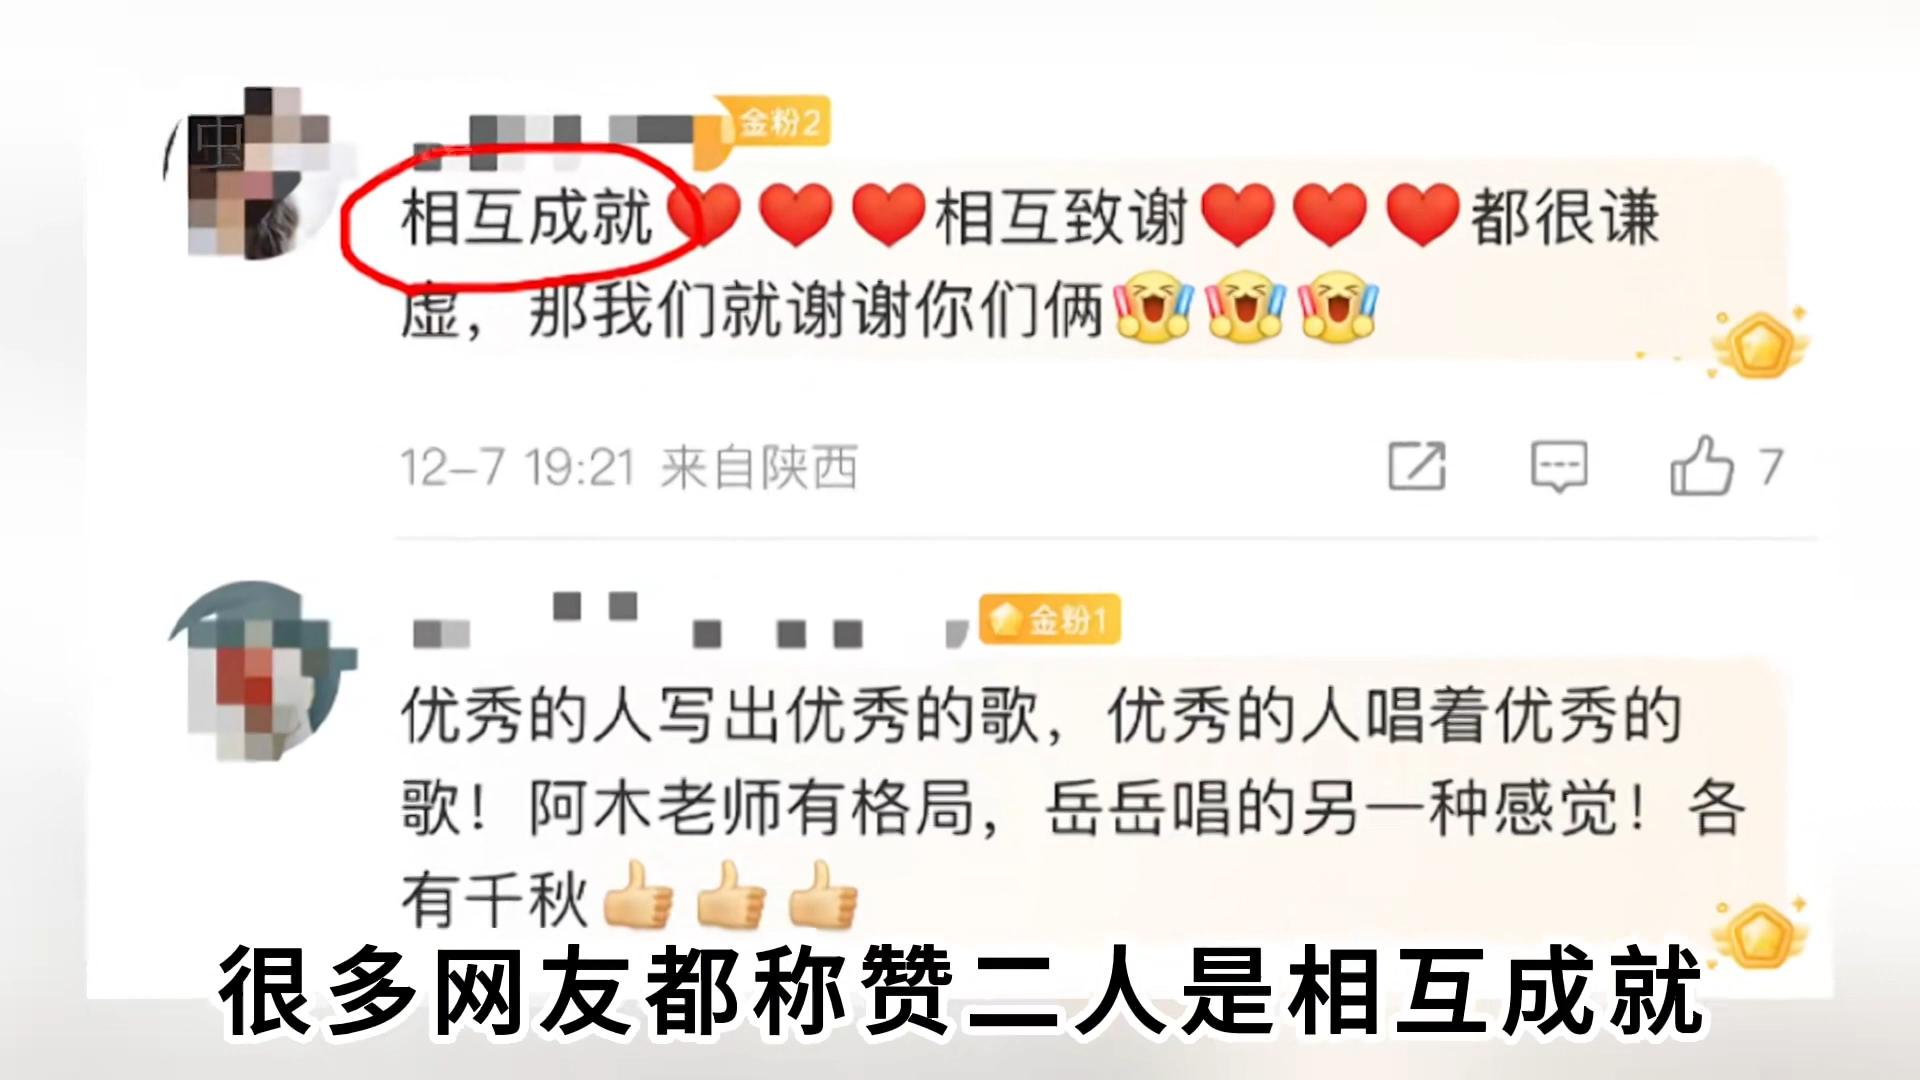 金粉2
相互成就❤❤❤相互致谢❤❤❤都很谦
虚，那我们就谢谢你们俩
12-7 19:21 来自陕西
7
金粉1
优秀的人写出优秀的歌，优秀的人唱着优秀的
歌！阿木老师有格局，岳岳唱的另一种感觉！各
有千秋👍👍👍
很多网友都称赞二人是相互成就